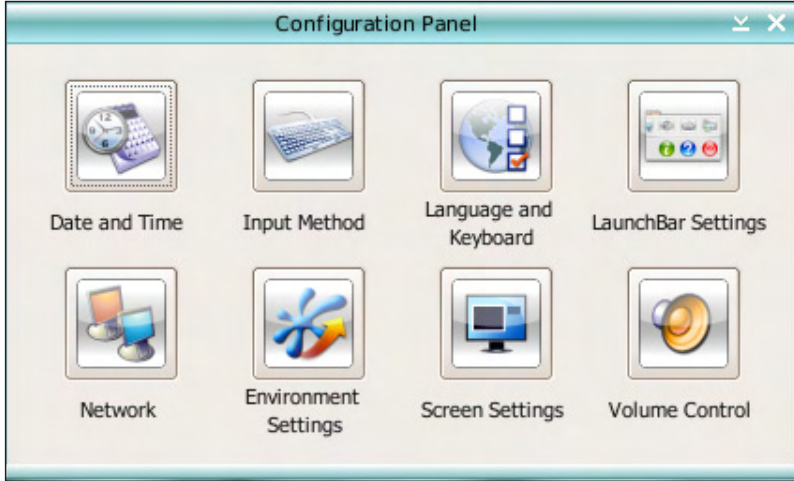 Configuration Panel
Date and Time
Input Method
Language and
Keyboard
LaunchBar Settings
Network
Environment
Settings
Screen Settings
Volume Control